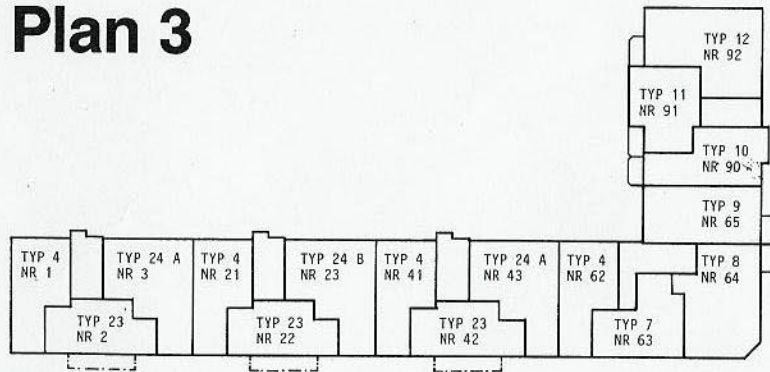 Plan 3
TYP 12
NR 92
TYP 11
NR 91
TYP 10
NR 90
TYP 9
NR 65
TYP 4
NR 1
TYP 24 A
NR 3
TYP 4
NR 21
TYP 24 B
NR 23
TYP 4
NR 41
TYP 24 A
NR 43
TYP 4
NR 62
TYP 8
NR 64
TYP 23
NR 2
TYP 23
NR 22
TYP 23
NR 42
TYP 7
NR 63